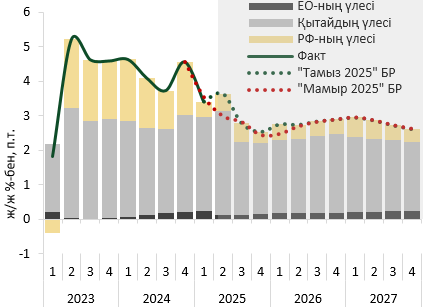 ЕО-ның үлесі
Қытайдың үлесі
РФ-ның үлесі
Факт
"Тамыз 2025" БР
"Мамыр 2025" БР
ж/ж %-бен, п.т.
6
5
4
3
2
1
0
-1
1 2 3 4 1 2 3 4 1 2 3 4 1 2 3 4 1 2 3 4
2023 2024 2025 2026 2027